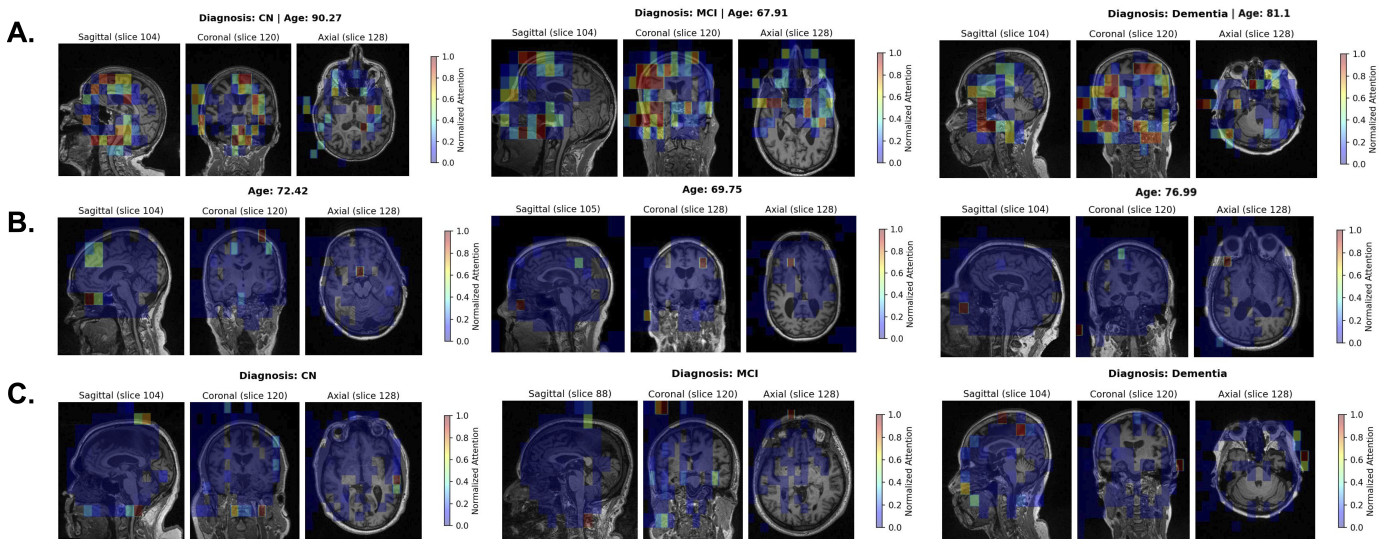 A.
Diagnosis: CN | Age: 90.27
Sagittal (slice 104) Coronal (slice 120) Axial (slice 128)
1.0
0.8
0.6
0.4
0.2
0.0
Normalized Attention
Diagnosis: MCI | Age: 67.91
Sagittal (slice 104) Coronal (slice 120) Axial (slice 128)
1.0
0.8
0.6
0.4
0.2
0.0
Normalized Attention
Diagnosis: Dementia | Age: 81.1
Sagittal (slice 104) Coronal (slice 120) Axial (slice 128)
1.0
0.8
0.6
0.4
0.2
0.0
Normalized Attention
B.
Age: 72.42
Sagittal (slice 104) Coronal (slice 120) Axial (slice 128)
1.0
0.8
0.6
0.4
0.2
0.0
Normalized Attention
Age: 69.75
Sagittal (slice 105) Coronal (slice 128) Axial (slice 128)
1.0
0.8
0.6
0.4
0.2
0.0
Normalized Attention
Age: 76.99
Sagittal (slice 104) Coronal (slice 120) Axial (slice 128)
1.0
0.8
0.6
0.4
0.2
0.0
Normalized Attention
C.
Diagnosis: CN
Sagittal (slice 104) Coronal (slice 120) Axial (slice 128)
1.0
0.8
0.6
0.4
0.2
0.0
Normalized Attention
Diagnosis: MCI
Sagittal (slice 88) Coronal (slice 120) Axial (slice 128)
1.0
0.8
0.6
0.4
0.2
0.0
Normalized Attention
Diagnosis: Dementia
Sagittal (slice 104) Coronal (slice 120) Axial (slice 128)
1.0
0.8
0.6
0.4
0.2
0.0
Normalized Attention